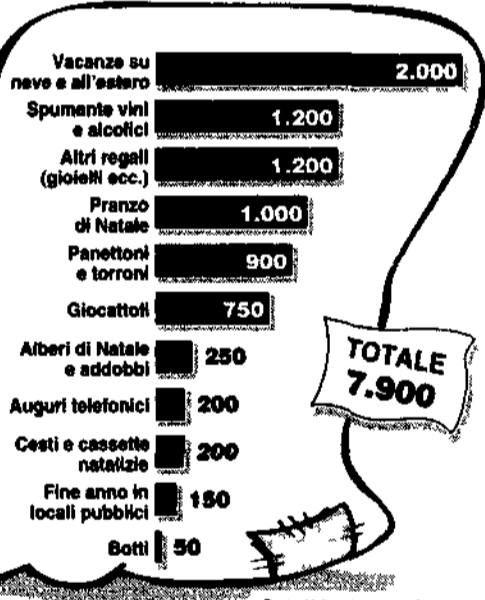 Vacanze su
neve e all'estero
2.000
Spumante vini
e alcolici
1.200
Altri regali
(gioielli ecc.)
1.200
Pranzo
di Natale
1.000
Panettoni
e torroni
900
Giocattoli
750
Alberi di Natale
e addobbi
250
Auguri telefonici
200
Cesti e cassette
natalizie
200
Fine anno in
locali pubblici
150
Botti
50
TOTALE
7.900